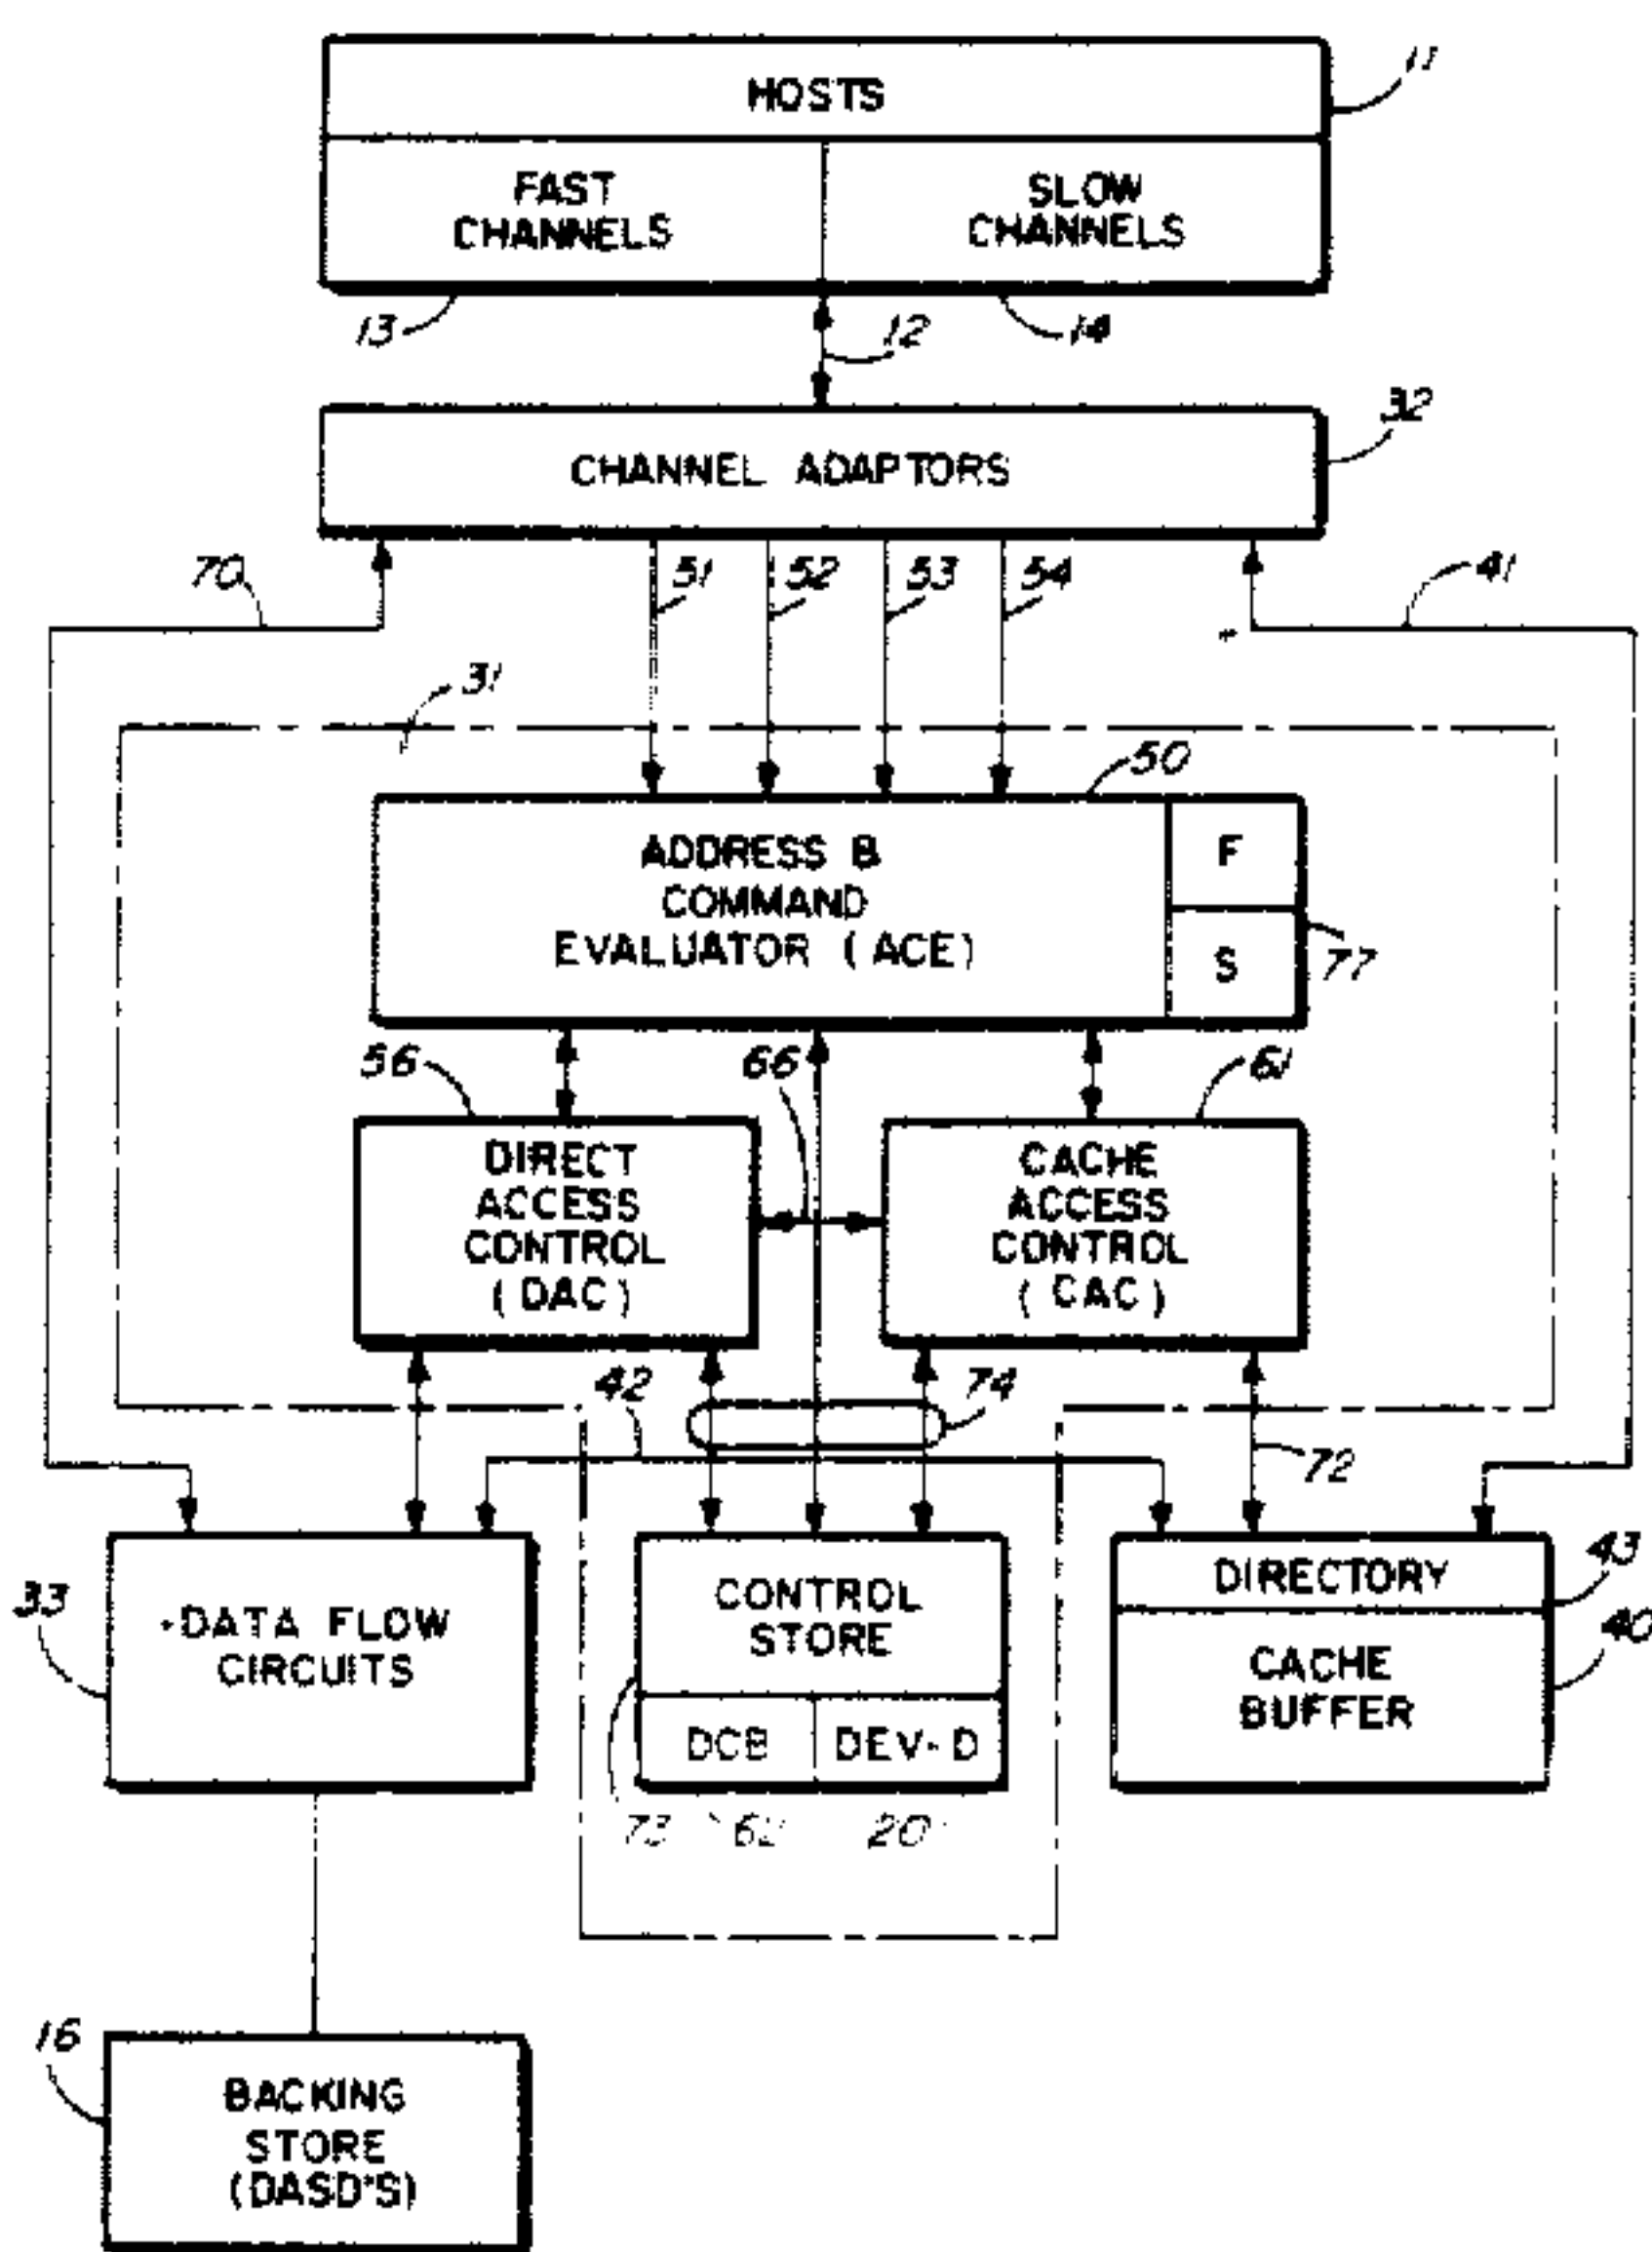 HOSTS
11
FAST
CHANNELS
SLOW
CHANNELS
13
12
14
32
CHANNEL ADAPTORS
70
51
52
53
54
41
31
50
ADDRESS &
COMMAND
EVALUATOR (ACE)
F
S
77
56
66
61
DIRECT
ACCESS
CONTROL
(DAC)
CACHE
ACCESS
CONTROL
(CAC)
42
74
72
33
DATA FLOW
CIRCUITS
CONTROL
STORE
DCB
DEV-D
DIRECTORY
CACHE
BUFFER
43
40
73
20
16
BACKING
STORE
(DASD'S)